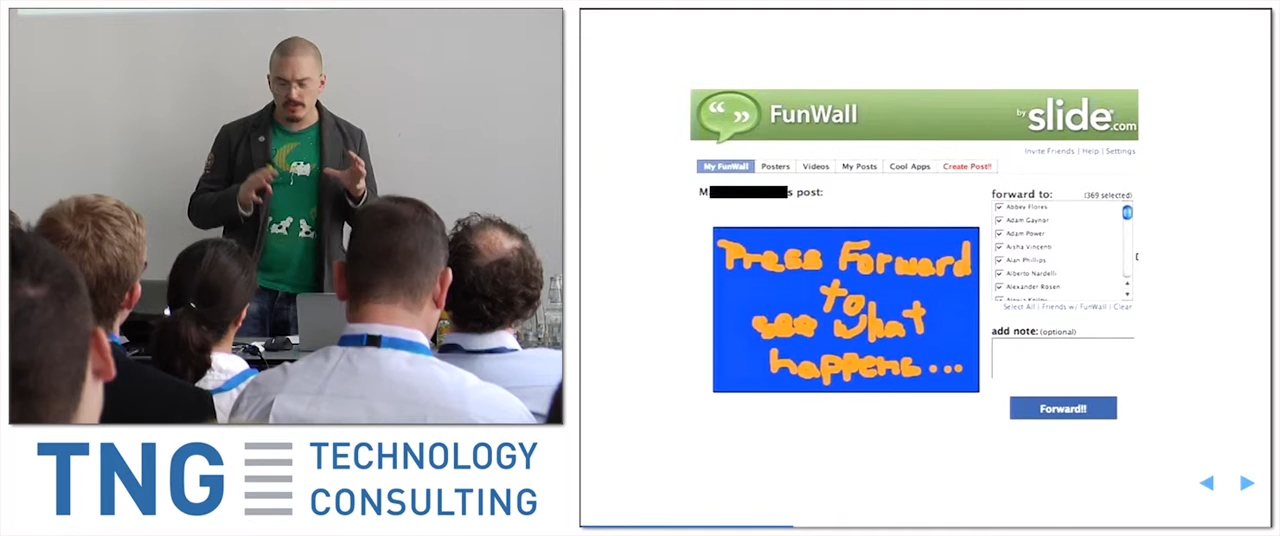 TNG TECHNOLOGY
CONSULTING
FunWall
by slide.com
Invite Friends | Help | Settings
My FunWall Posters Videos My Posts Cool Apps Create Post!!
M s post:
forward to: (369 selected)
Abbey Flores
Adam Gaynor
Adam Power
Aisha Vincenti
Alan Phillips
Alberto Nardelli
Alexander Rosen
Select All | Friends w/ FunWall | Clear
Press Forward
to
see what
happens...
add note: (optional)
Forward!!